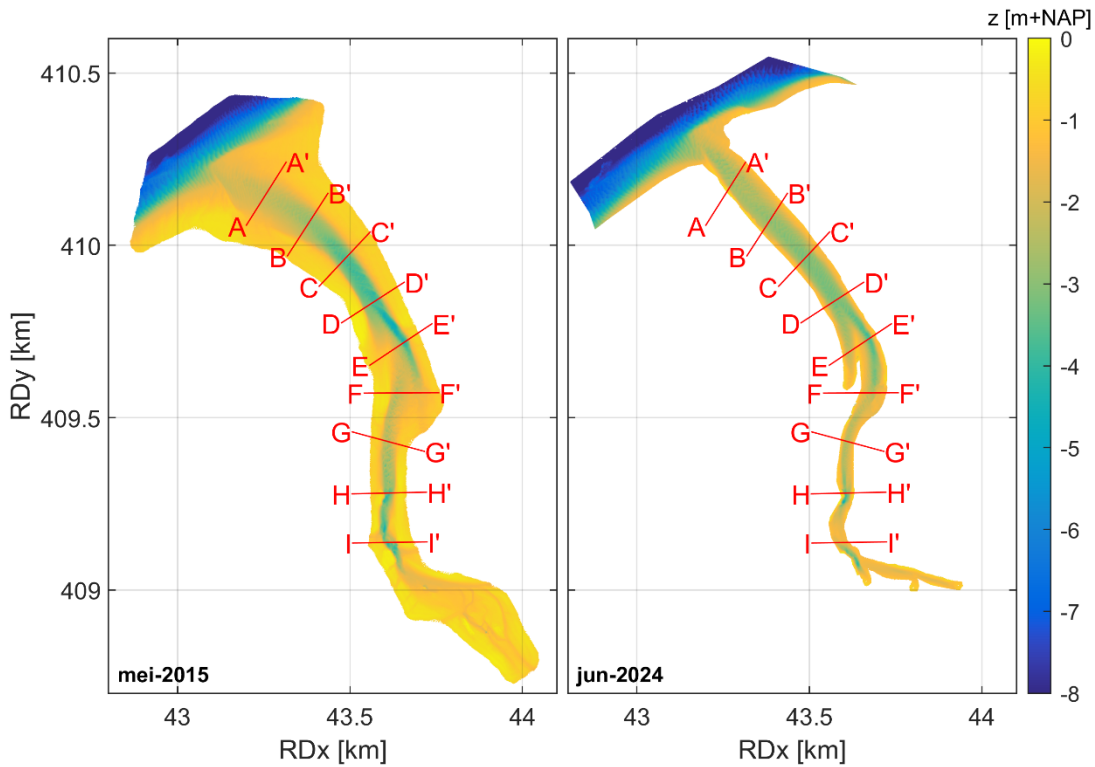 z [m+NAP]
0
-1
-2
-3
-4
-5
-6
-7
-8
410.5
410
409.5
409
RDy [km]
A'
A
B'
B
C'
C
D'
D
E'
E
F
F'
G
G'
H
H'
I
I'
mei-2015
43
43.5
44
RDx [km]
A'
A
B'
B
C'
C
D'
D
E'
E
F
F'
G
G'
H
H'
I
I'
jun-2024
43
43.5
44
RDx [km]